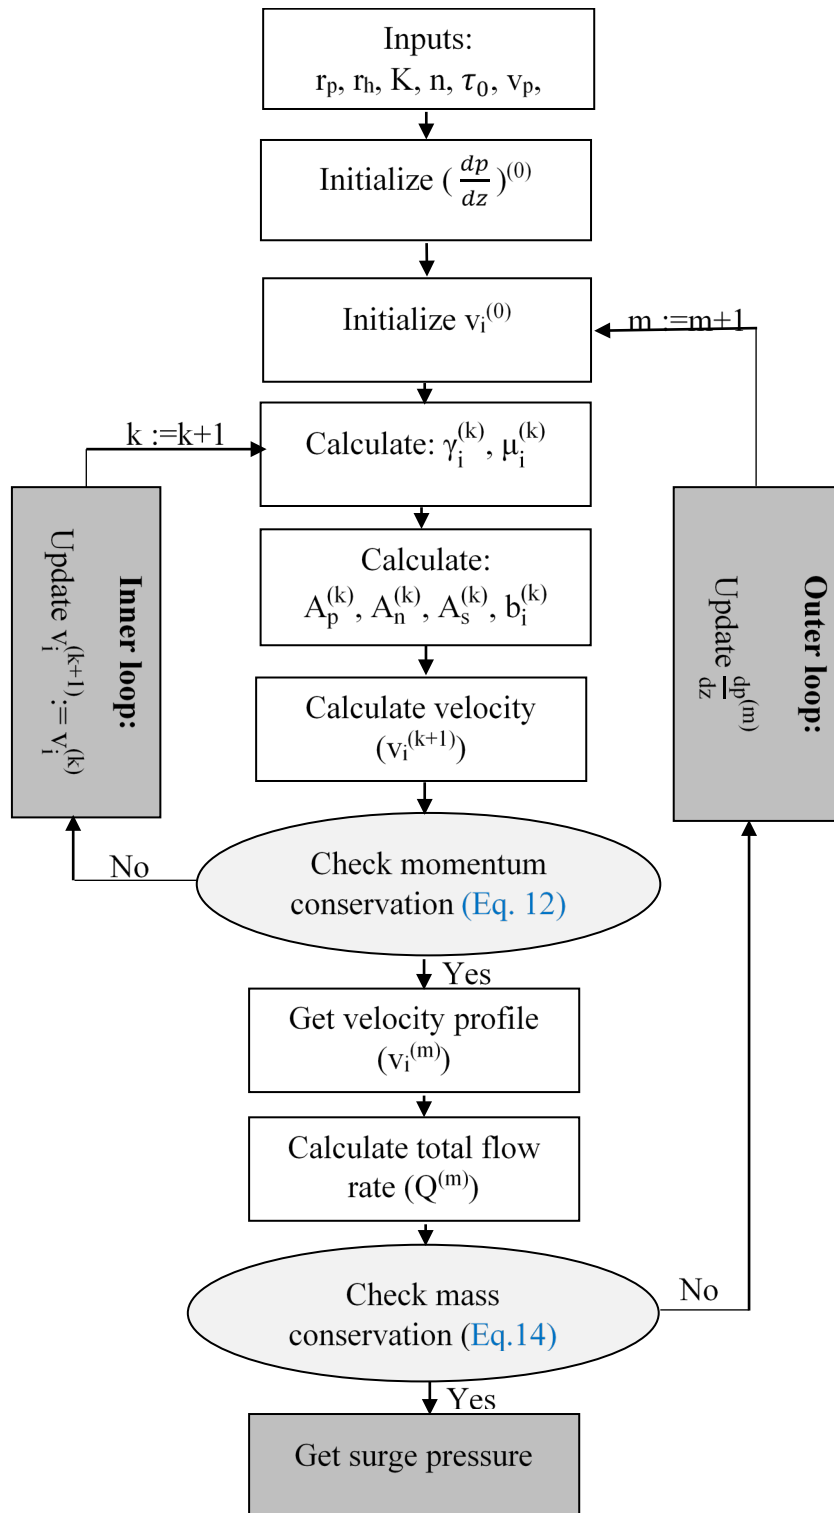 Inputs:
rₚ, rₕ, K, n, τ₀, vₚ,
Initialize (dp/dz)⁽⁰⁾
Initialize vᵢ⁽⁰⁾
m :=m+1
k :=k+1
Calculate: γᵢ⁽ᵏ⁾, μᵢ⁽ᵏ⁾
Inner loop:
Update vᵢ⁽ᵏ⁺¹⁾ := vᵢ⁽ᵏ⁾
Outer loop:
Update dp/dz⁽ᵐ⁾
Calculate:
Aₚ⁽ᵏ⁾, Aₙ⁽ᵏ⁾, Aₛ⁽ᵏ⁾, bᵢ⁽ᵏ⁾
Calculate velocity
(vᵢ⁽ᵏ⁺¹⁾)
Check momentum
conservation (Eq. 12)
No
Yes
Get velocity profile
(vᵢ⁽ᵐ⁾)
Calculate total flow
rate (Q⁽ᵐ⁾)
Check mass
conservation (Eq.14)
No
Yes
Get surge pressure